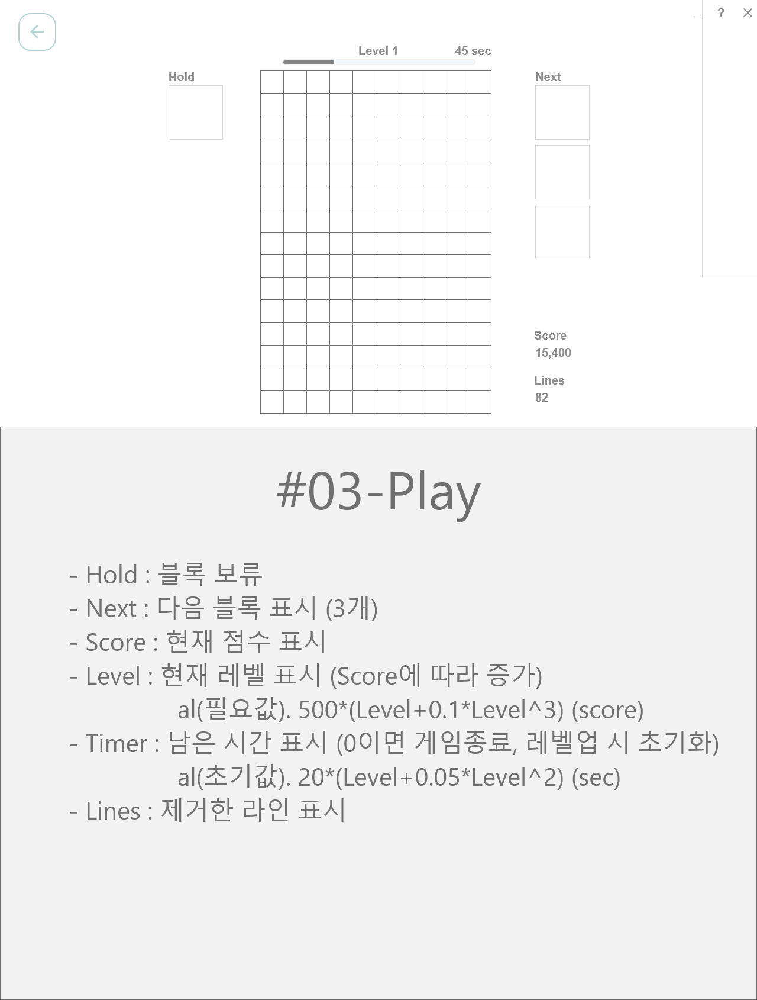 ?
Level 1
45 sec
Hold
Next
Score
15,400
Lines
82
#03-Play
- Hold : 블록 보류
- Next : 다음 블록 표시 (3개)
- Score : 현재 점수 표시
- Level : 현재 레벨 표시 (Score에 따라 증가)
al(필요값). 500*(Level+0.1*Level^3) (score)
- Timer : 남은 시간 표시 (0이면 게임종료, 레벨업 시 초기화)
al(초기값). 20*(Level+0.05*Level^2) (sec)
- Lines : 제거한 라인 표시